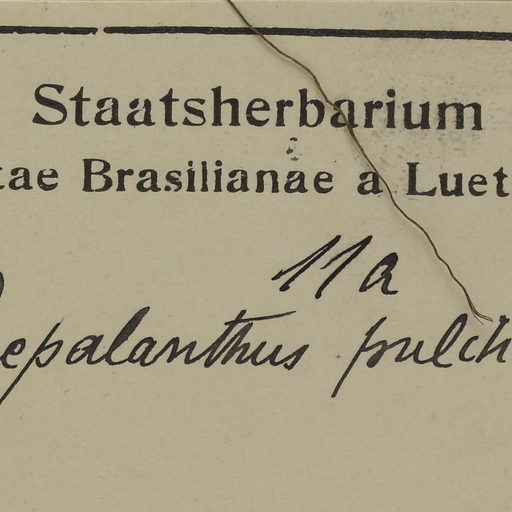 Staatsherbarium
tae Brasilianae a Luet
11a
epalanthus pulch